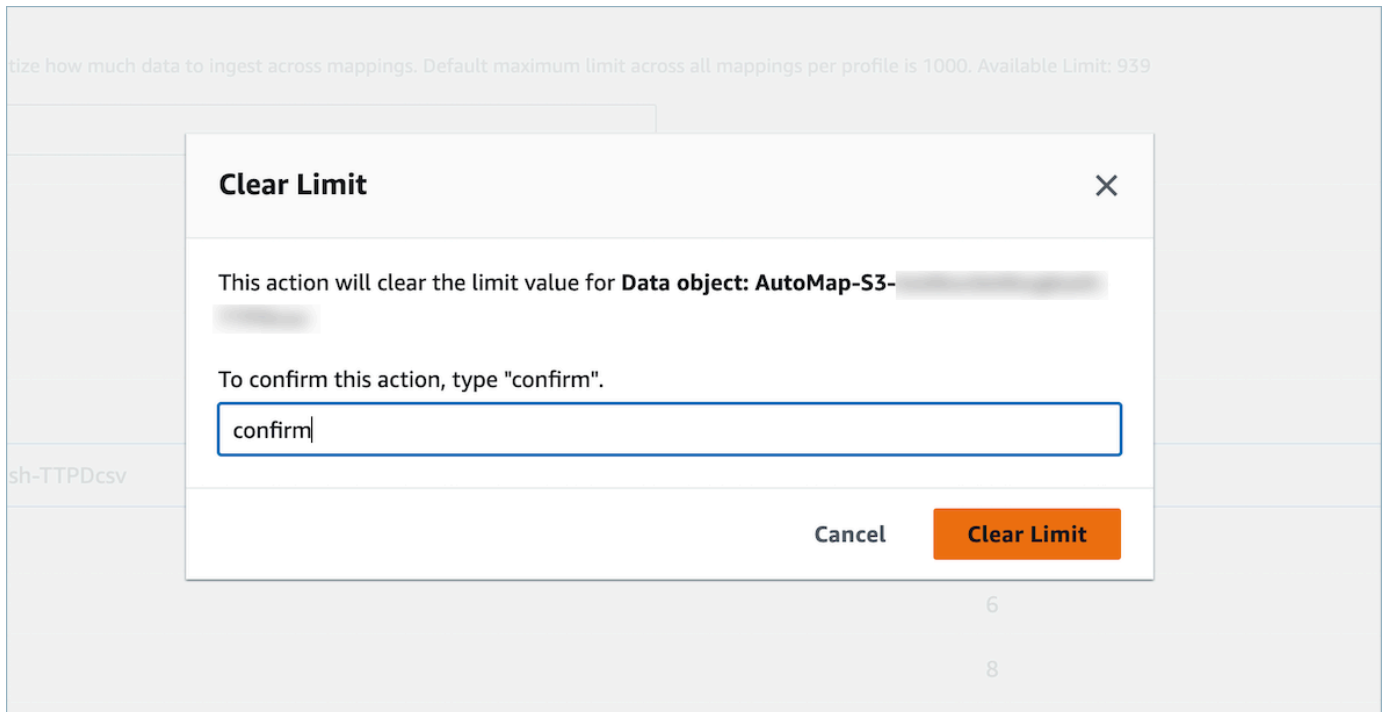 tize how much data to ingest across mappings. Default maximum limit across all mappings per profile is 1000. Available Limit: 939
Clear Limit
This action will clear the limit value for Data object: AutoMap-S3-
To confirm this action, type "confirm".
confirm
sh-TTPDcsv
Cancel
Clear Limit
6
8